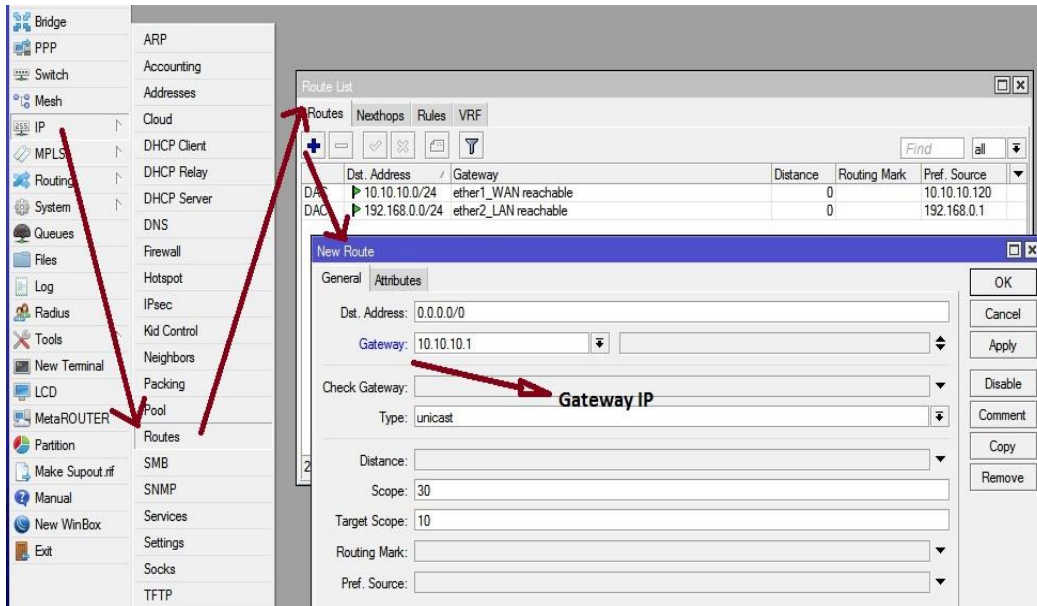 Bridge
PPP
Switch
Mesh
IP
MPLS
Routing
System
Queues
Files
Log
Radius
Tools
New Terminal
LCD
MetaROUTER
Partition
Make Supout.rif
Manual
New WinBox
Exit
ARP
Accounting
Addresses
Cloud
DHCP Client
DHCP Relay
DHCP Server
DNS
Firewall
Hotspot
IPsec
Kid Control
Neighbors
Packing
Pool
Routes
SMB
SNMP
Services
Settings
Socks
TFTP
Route List
Routes Nexthops Rules VRF
Find all
Dst. Address / Gateway Distance Routing Mark Pref. Source
DAC 10.10.10.0/24 ether1_WAN reachable 0 10.10.10.120
DAC 192.168.0.0/24 ether2_LAN reachable 0 192.168.0.1
2
New Route
General Attributes
Dst. Address: 0.0.0.0/0
Gateway: 10.10.10.1
Check Gateway:
Gateway IP
Type: unicast
Distance:
Scope: 30
Target Scope: 10
Routing Mark:
Pref. Source:
OK
Cancel
Apply
Disable
Comment
Copy
Remove